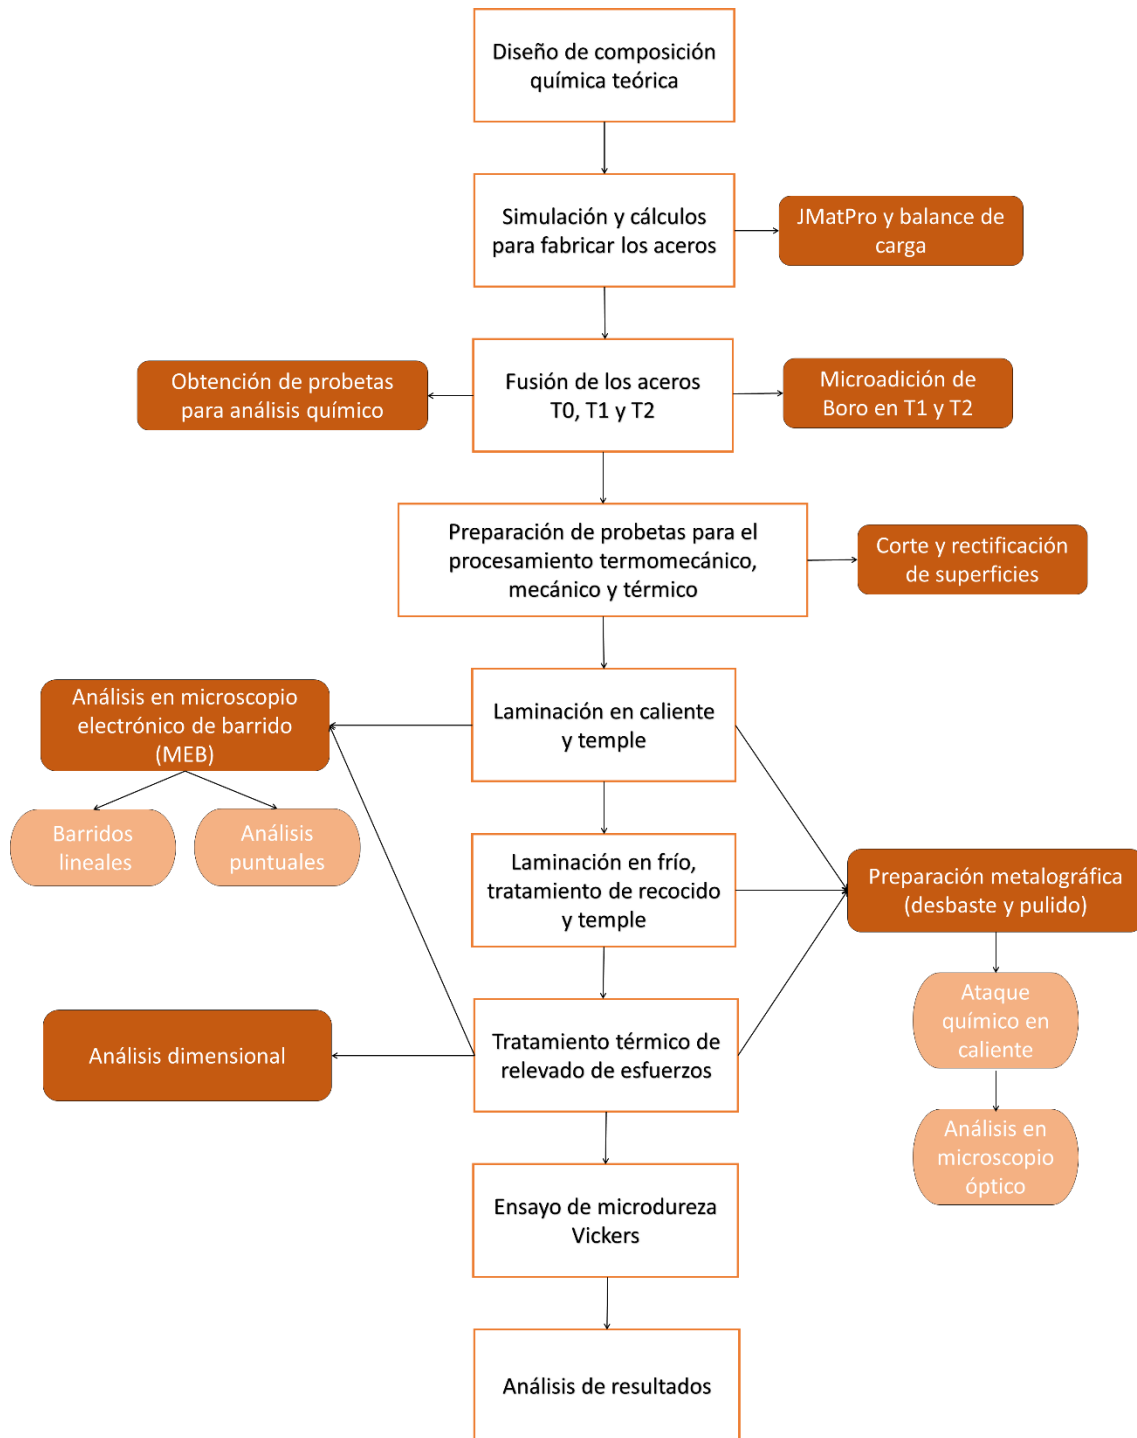 Diseño de composición
química teórica
Simulación y cálculos
para fabricar los aceros
JMatPro y balance de
carga
Obtención de probetas
para análisis químico
Fusión de los aceros
T0, T1 y T2
Microadición de
Boro en T1 y T2
Preparación de probetas para el
procesamiento termomecánico,
mecánico y térmico
Corte y rectificación
de superficies
Análisis en microscopio
electrónico de barrido
(MEB)
Laminación en caliente
y temple
Barridos
lineales
Análisis
puntuales
Laminación en frío,
tratamiento de recocido
y temple
Preparación metalográfica
(desbaste y pulido)
Ataque
químico en
caliente
Análisis dimensional
Tratamiento térmico de
relevado de esfuerzos
Análisis en
microscopio
óptico
Ensayo de microdureza
Vickers
Análisis de resultados